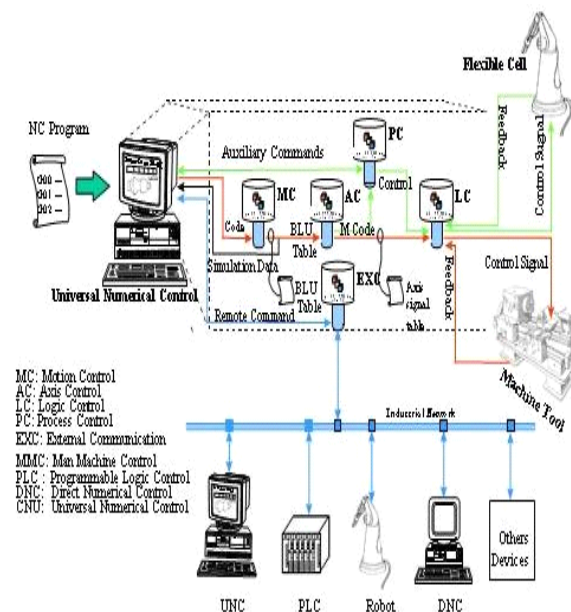 Flexible Cell
NC Program
PC
Auxiliary Commands
Feedback
Control Signal
MC
AC
Control
LC
Code
BLU
Table
M Code
Simulation Data
BLU
Table
EXC
Axis
signal
table
Feedback
Control Signal
Universal Numerical Control
Remote Command
Machine Tool
MC: Motion Control
AC: Axis Control
LC: Logic Control
PC: Process Control
EXC: External Communication
MMC: Man Machine Control
PLC : Programmable Logic Control
DNC: Direct Numerical Control
CNU: Universal Numerical Control
Industrial
UNC
PLC
Robot
DNC
Others
Devices